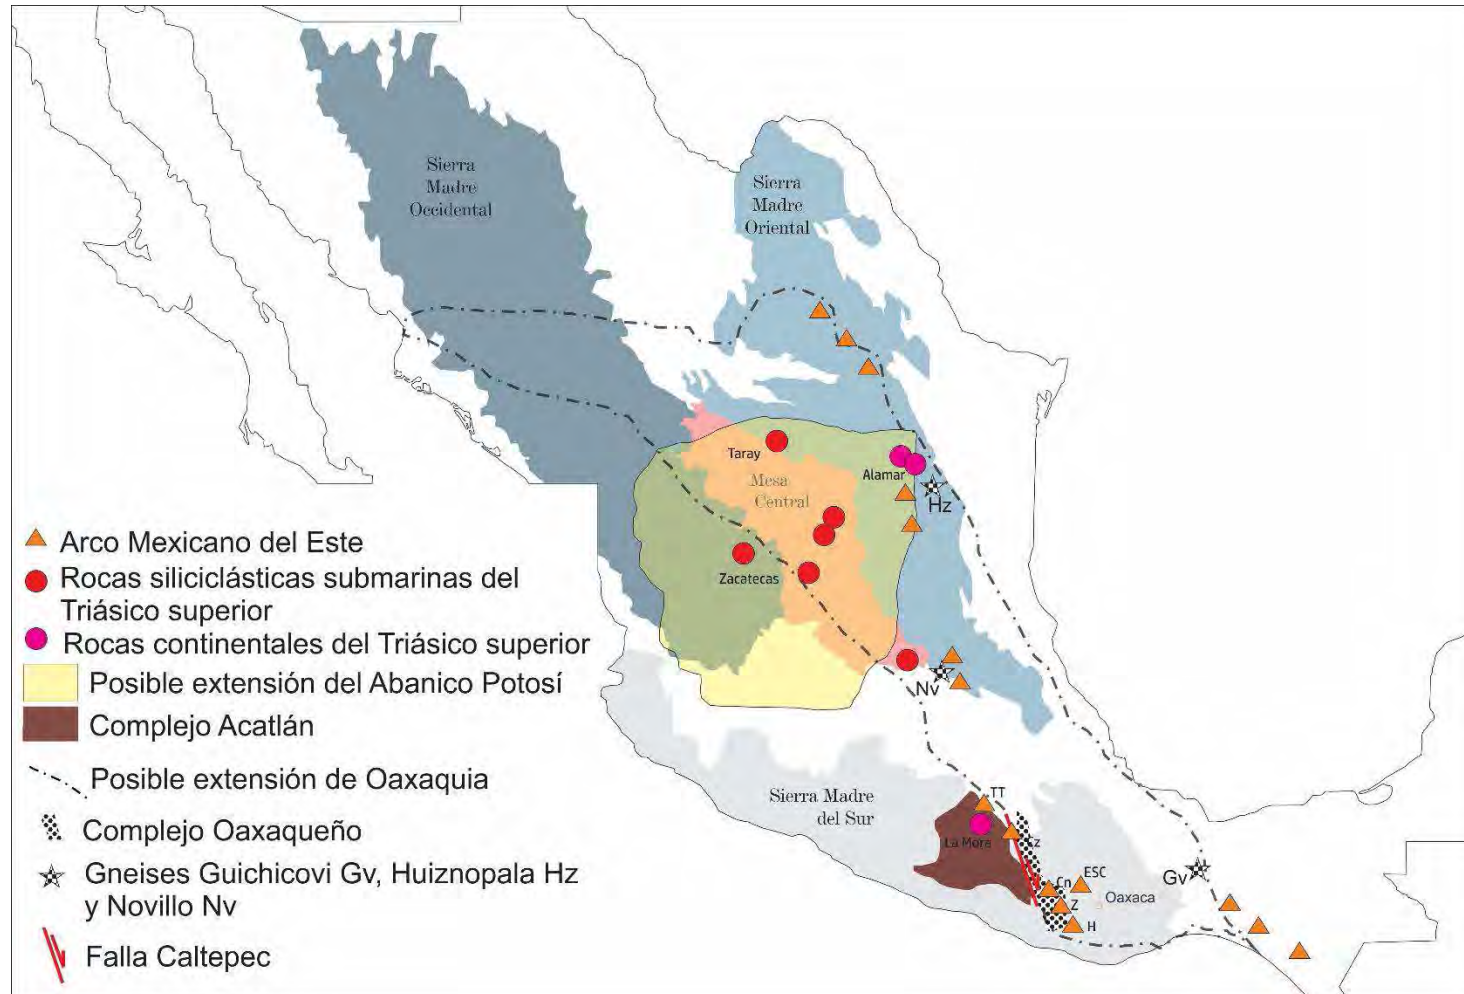 Sierra
Madre
Occidental
Sierra
Madre
Oriental
Taray
Mesa
Central
Alamar
Hz
Zacatecas
Nv
Sierra Madre
del Sur
TT
La Mora
Cn
ESC
Z
Oaxaca
H
Gv
Arco Mexicano del Este
Rocas siliciclásticas submarinas del
Triásico superior
Rocas continentales del Triásico superior
Posible extensión del Abanico Potosí
Complejo Acatlán
Posible extensión de Oaxaquia
Complejo Oaxaqueño
Gneises Guichicovi Gv, Huiznopala Hz
y Novillo Nv
Falla Caltepec